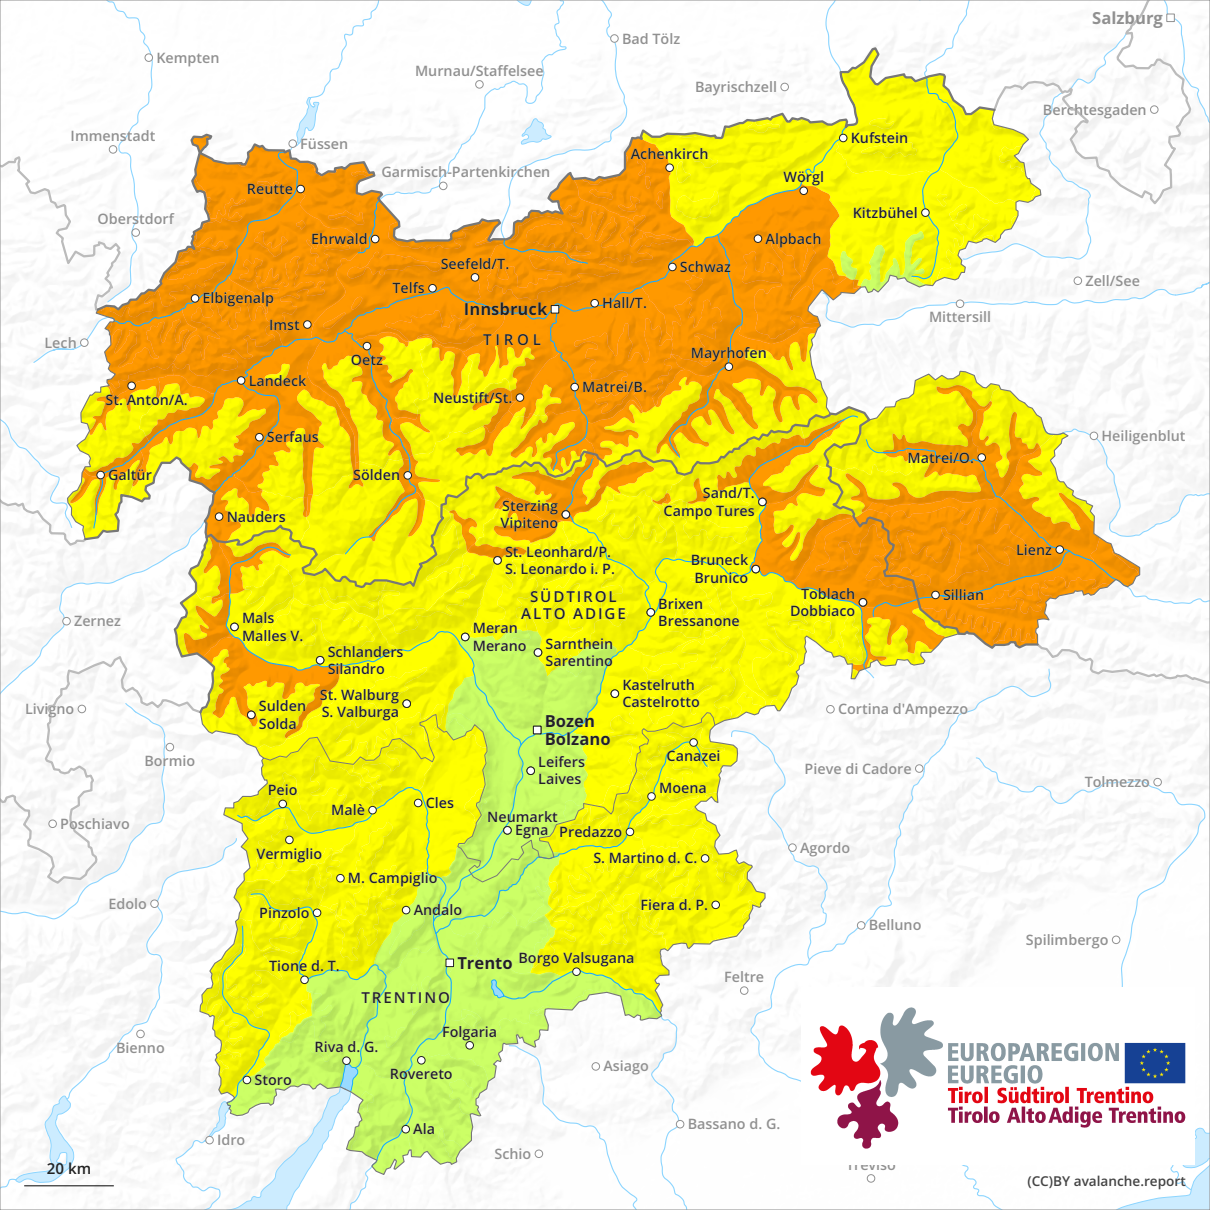 Salzburg
Bad Tölz
Kempten
Murnau/Staffelsee
Bayrischzell
Berchtesgaden
Immenstadt
Füssen
Kufstein
Achenkirch
Garmisch-Partenkirchen
Wörgl
Reutte
Oberstdorf
Kitzbühel
Ehrwald
Alpbach
Seefeld/T.
Schwaz
Zell/See
Telfs
Elbigenalp
Hall/T.
Innsbruck
Mittersill
Imst
TIROL
Lech
Oetz
Mayrhofen
Landeck
Matrei/B.
St. Anton/A.
Neustift/St.
Serfaus
Heiligenblut
Matrei/O.
Galtür
Sölden
Sand/T.
Campo Tures
Sterzing
Vipiteno
Nauders
Lienz
St. Leonhard/P.
S. Leonardo i. P.
Bruneck
Brunico
SÜDTIROL
ALTO ADIGE
Toblach
Dobbiaco
Sillian
Brixen
Bressanone
Zernez
Mals
Malles V.
Meran
Merano
Sarnthein
Sarentino
Schlanders
Silandro
Kastelruth
Castelrotto
St. Walburg
S. Valburga
Livigno
Sulden
Solda
Cortina d'Ampezzo
Bozen
Bolzano
Bormio
Canazei
Leifers
Laives
Pieve di Cadore
Tolmezzo
Peio
Moena
Malè
Cles
Poschiavo
Neumarkt
Egna
Predazzo
Vermiglio
S. Martino d. C.
Agordo
M. Campiglio
Edolo
Pinzolo
Andalo
Fiera d. P.
Belluno
Spilimbergo
Tione d. T.
Trento
Borgo Valsugana
Feltre
TRENTINO
Folgaria
Bienno
Riva d. G.
Rovereto
Asiago
Storo
EUROPAREGION
EUREGIO
Tirol Südtirol Trentino
Tirolo Alto Adige Trentino
Ala
Bassano d. G.
Idro
Schio
Treviso
20 km
(CC)BY avalanche.report